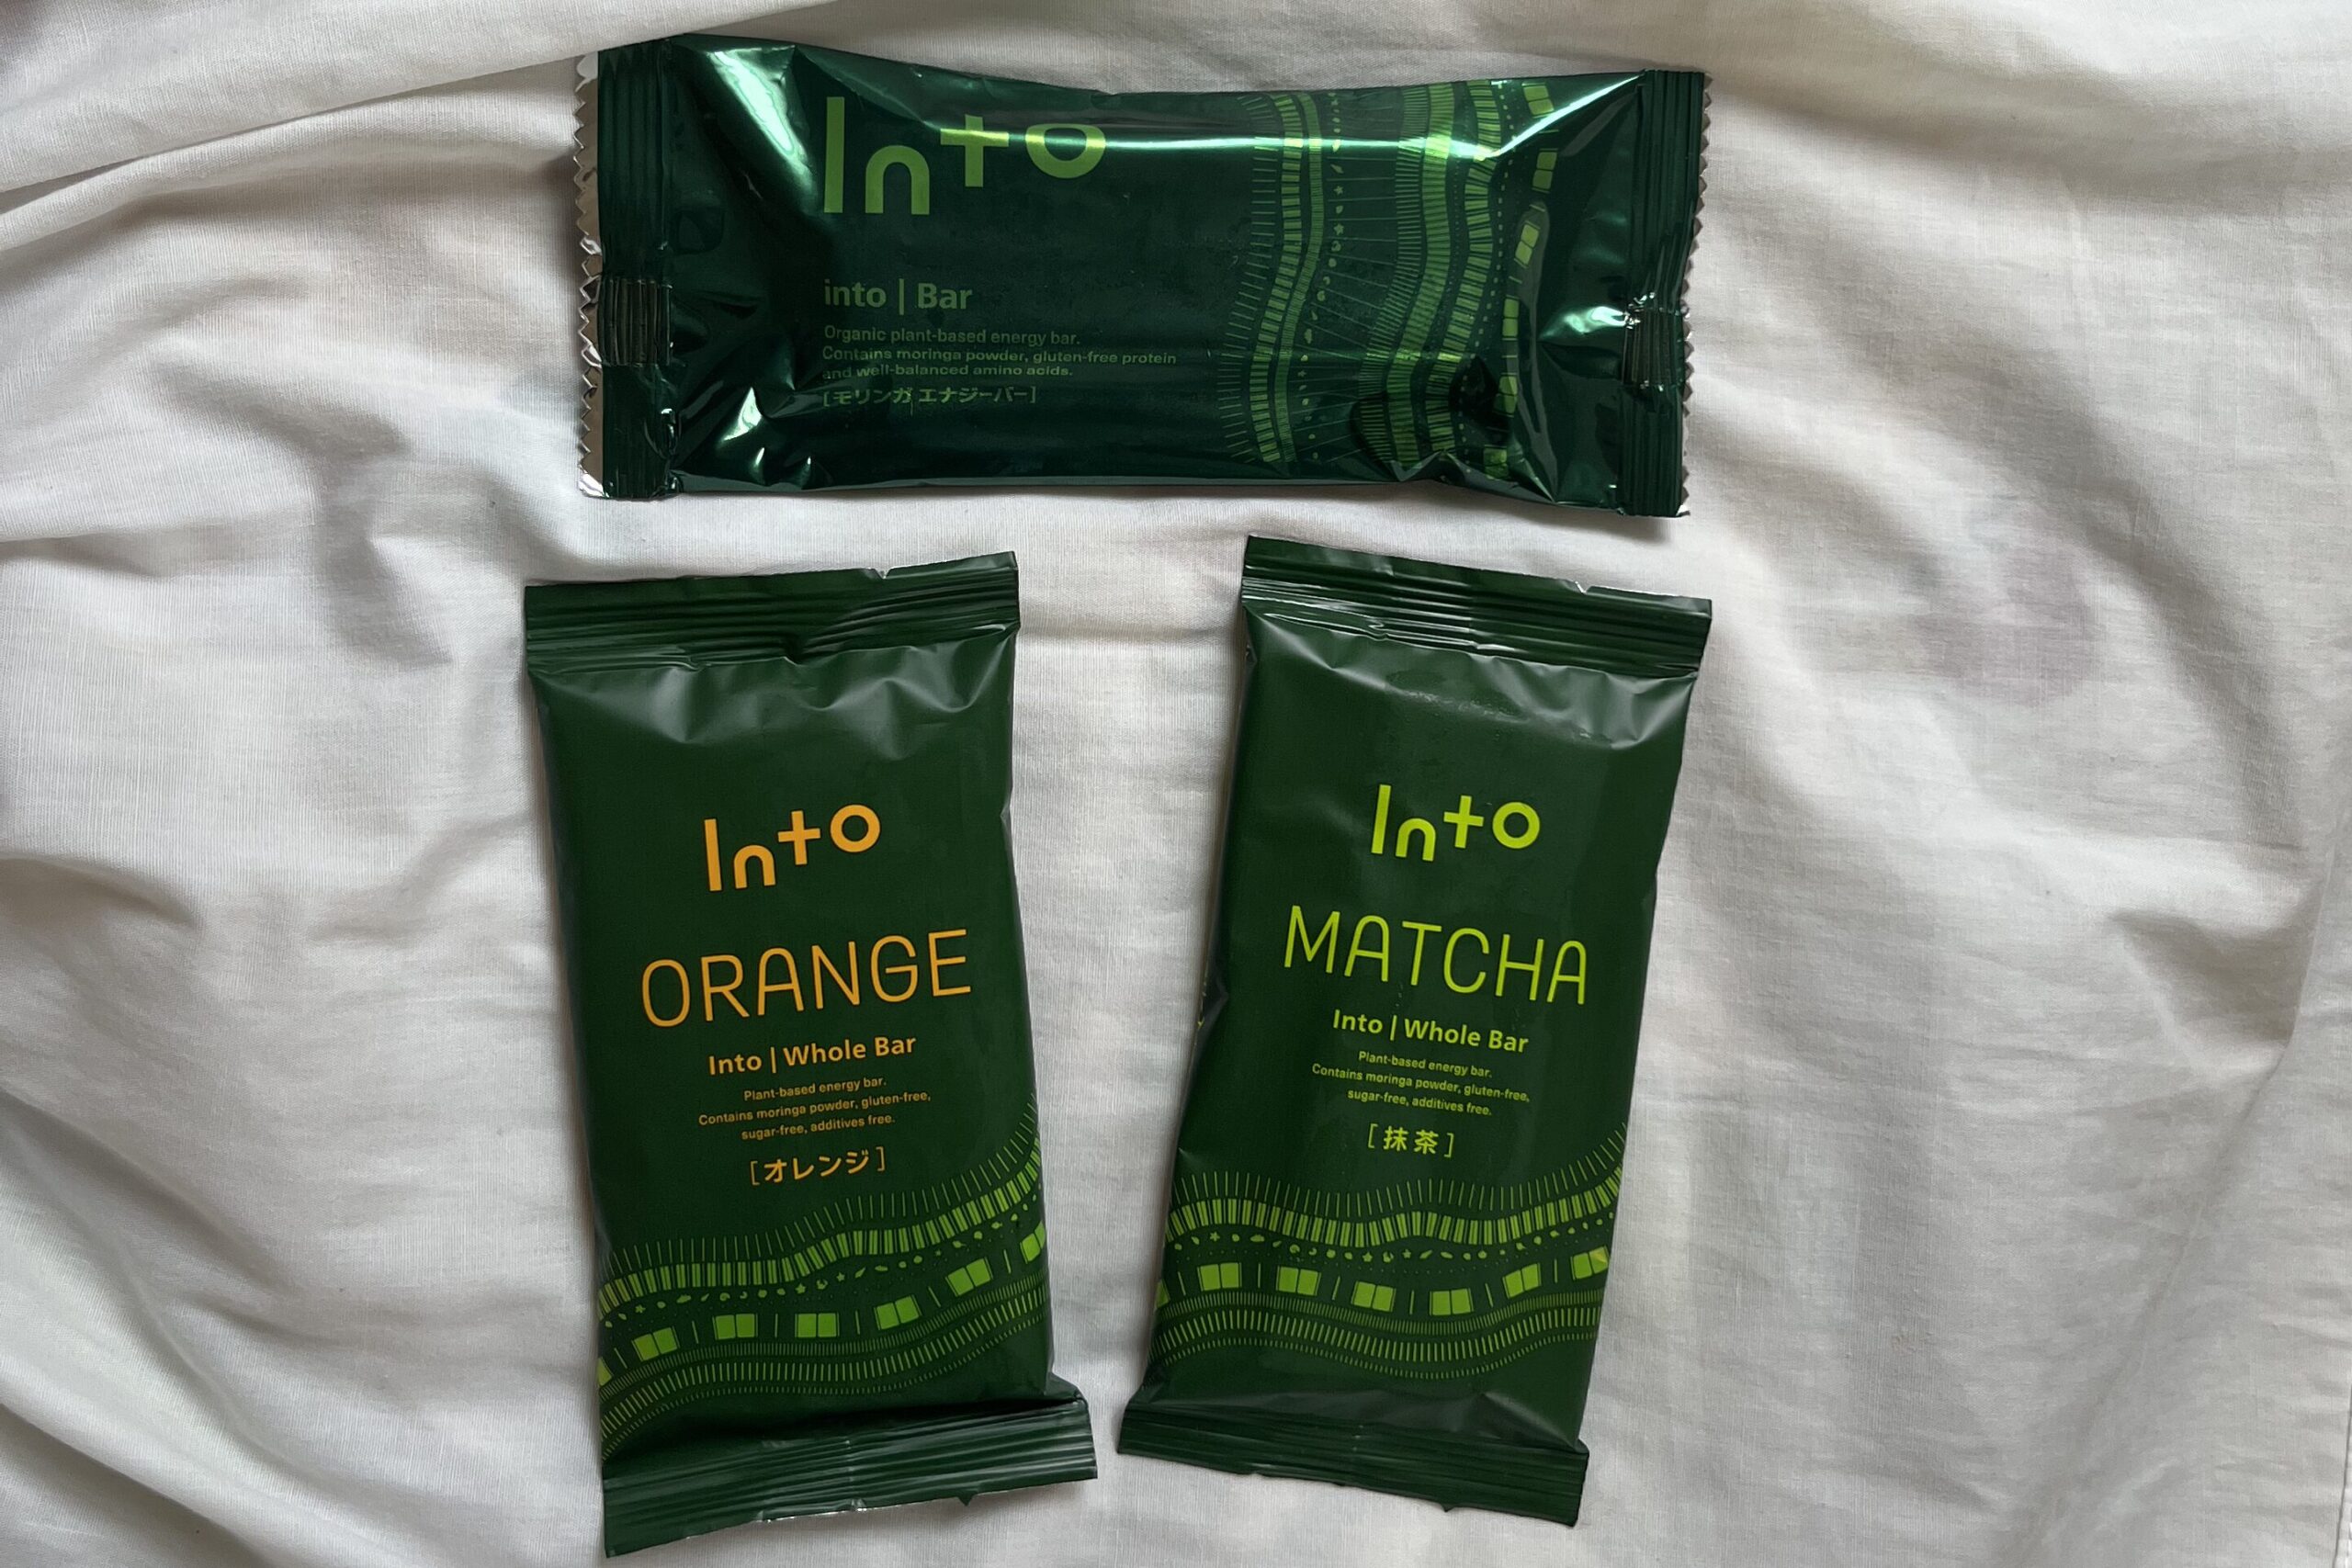 Into
into | Bar
Organic plant-based energy bar.
Contains moringa powder, gluten-free protein
and well-balanced amino acids.
[モリンガ エナジーバー]
Into
ORANGE
Into | Whole Bar
Plant-based energy bar.
Contains moringa powder, gluten-free,
sugar-free, additives free.
[オレンジ]
Into
MATCHA
Into | Whole Bar
Plant-based energy bar.
Contains moringa powder, gluten-free,
sugar-free, additives free.
[抹茶]